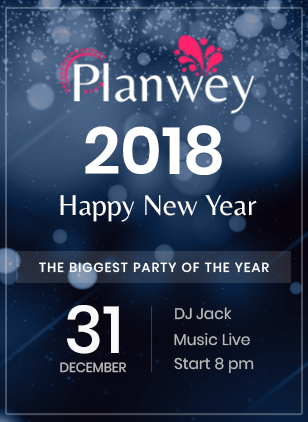 Planwey
2018
Happy New Year
THE BIGGEST PARTY OF THE YEAR
31
DECEMBER
DJ Jack
Music Live
Start 8 pm